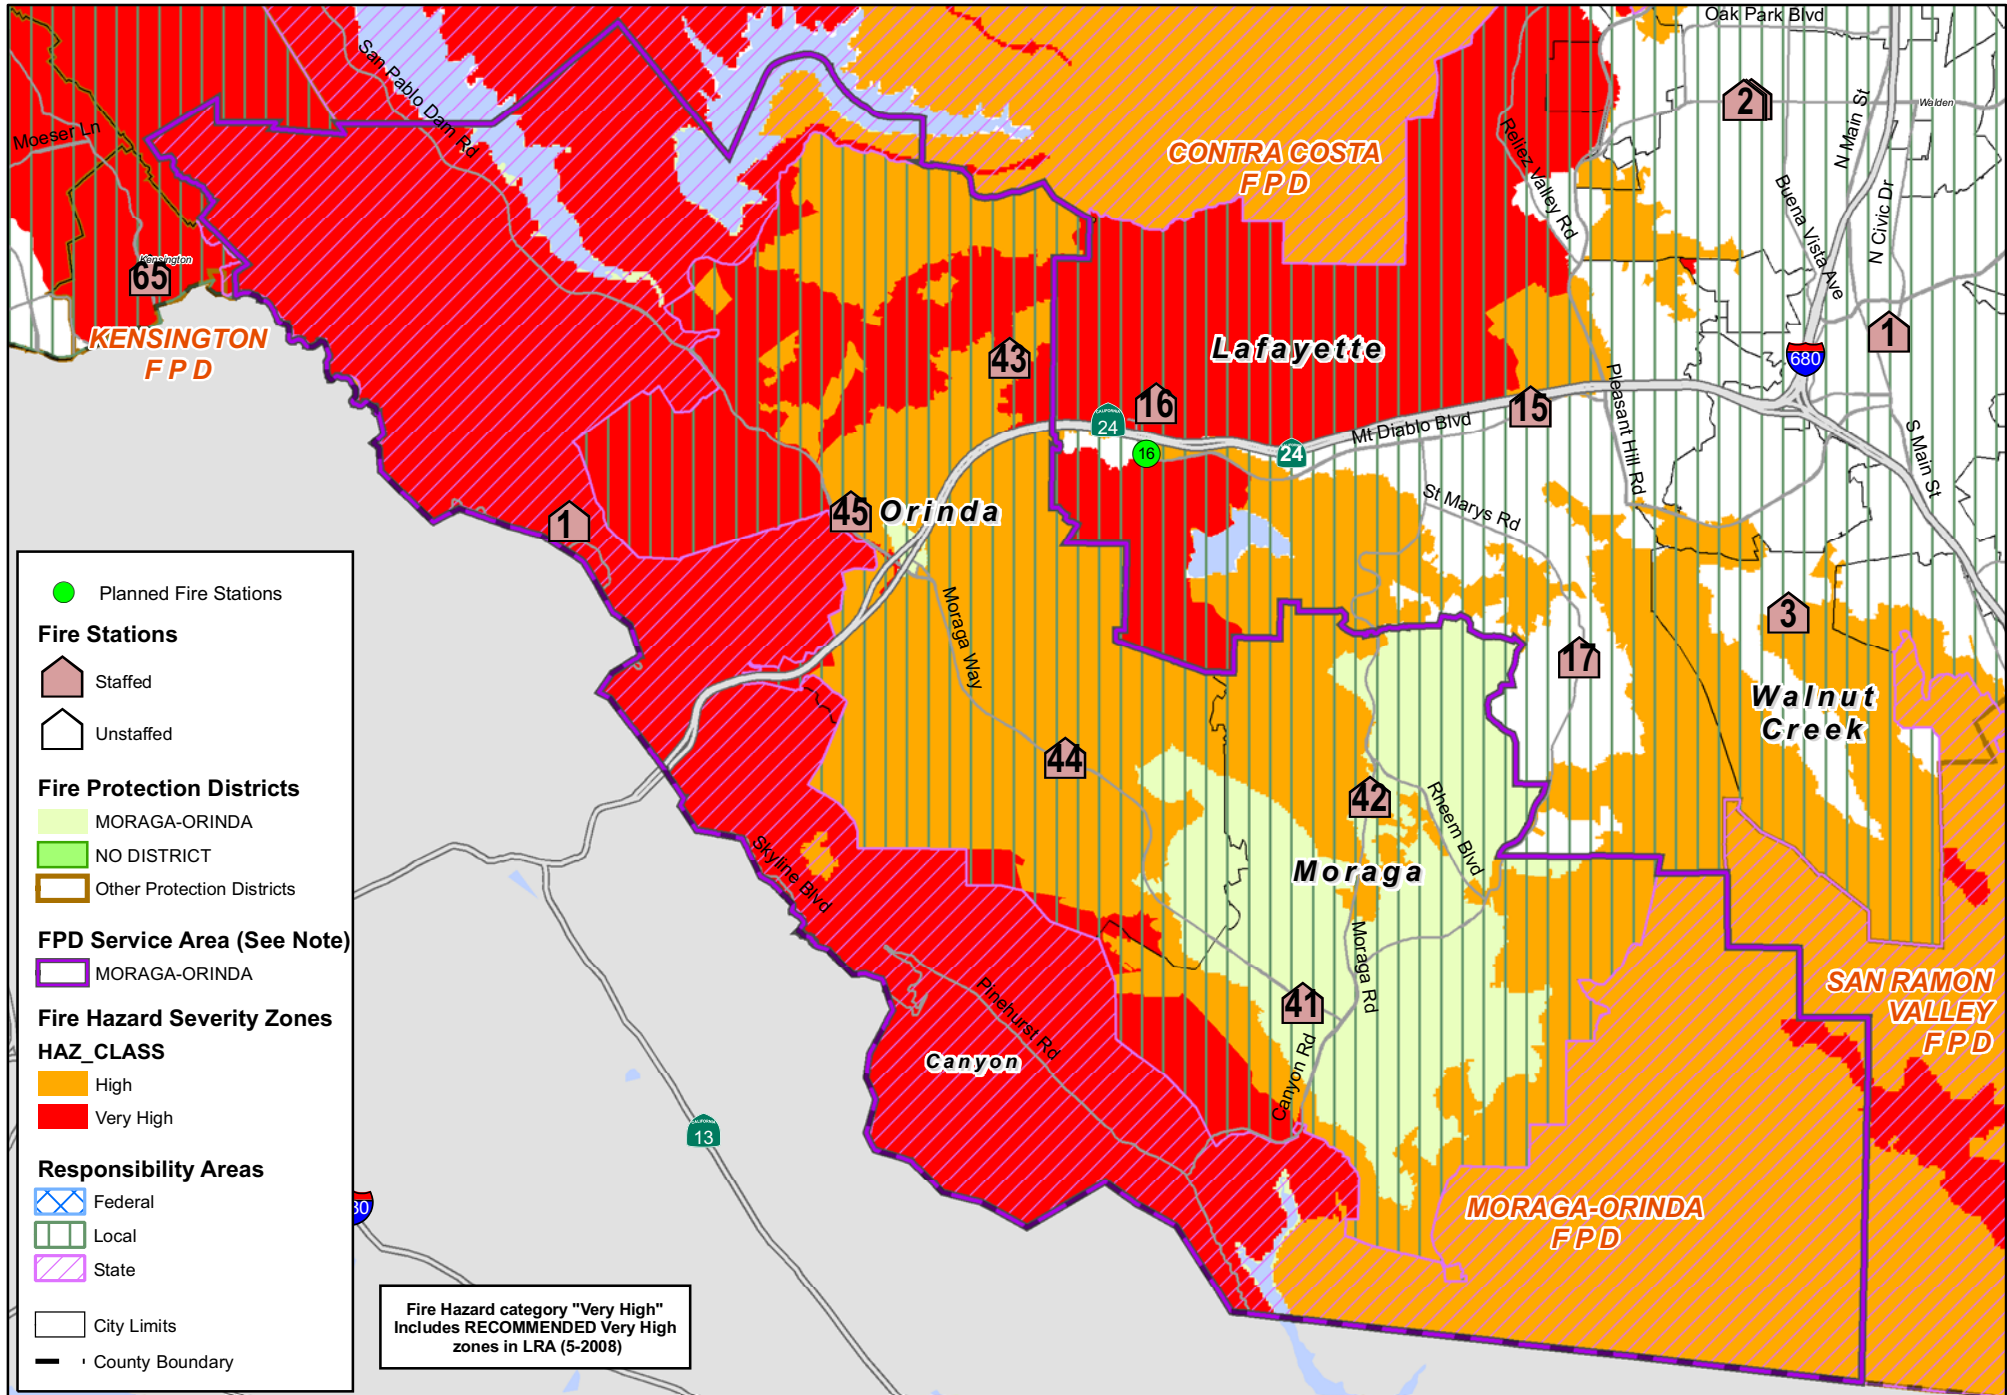 Oak Park Blvd
San Pablo Dam Rd
Moeser Ln
2
Walden
N Main St
CONTRA COSTA
F P D
Reliez Valley Rd
Buena Vista Ave
N Civic Dr
Kensington
65
KENSINGTON
F P D
43
Lafayette
1
680
16
24
16
15
Pleasant Hill Rd
Mt Diablo Blvd
24
S Main St
St Marys Rd
45
Orinda
1
Moraga Way
3
17
Walnut
Creek
44
42
Rheem Blvd
Moraga
Skyline Blvd
Moraga Rd
Pinehurst Rd
41
Canyon
Canyon Rd
SAN RAMON
VALLEY
F P D
CALIFORNIA
13
MORAGA-ORINDA
F P D
Planned Fire Stations
Fire Stations
Staffed
Unstaffed
Fire Protection Districts
MORAGA-ORINDA
NO DISTRICT
Other Protection Districts
FPD Service Area (See Note)
MORAGA-ORINDA
Fire Hazard Severity Zones
HAZ_CLASS
High
Very High
Responsibility Areas
Federal
Local
State
City Limits
County Boundary
80
Fire Hazard category "Very High"
Includes RECOMMENDED Very High
zones in LRA (5-2008)